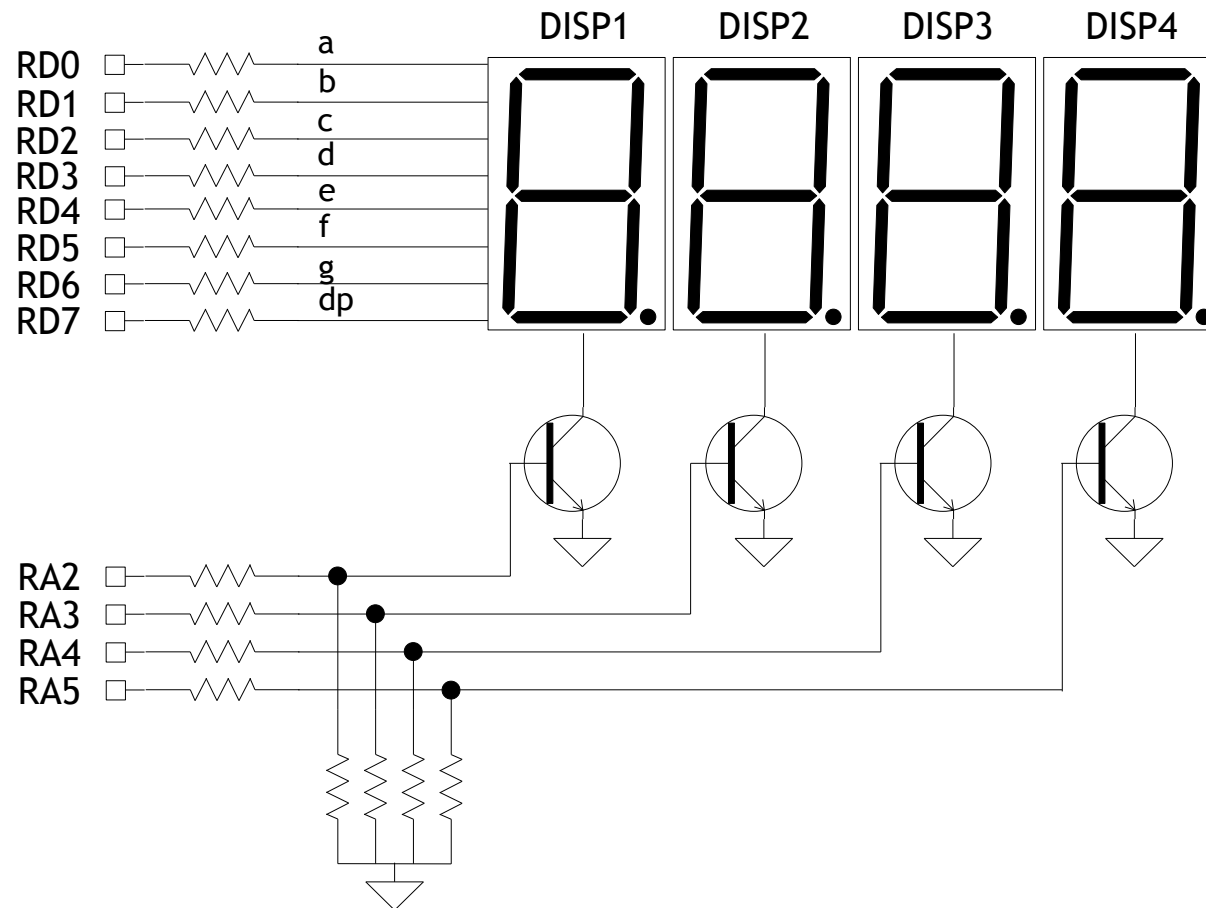 DISP1 DISP2 DISP3 DISP4
RD0 a
RD1 b
RD2 c
RD3 d
RD4 e
RD5 f
RD6 g
RD7 dp
RA2
RA3
RA4
RA5